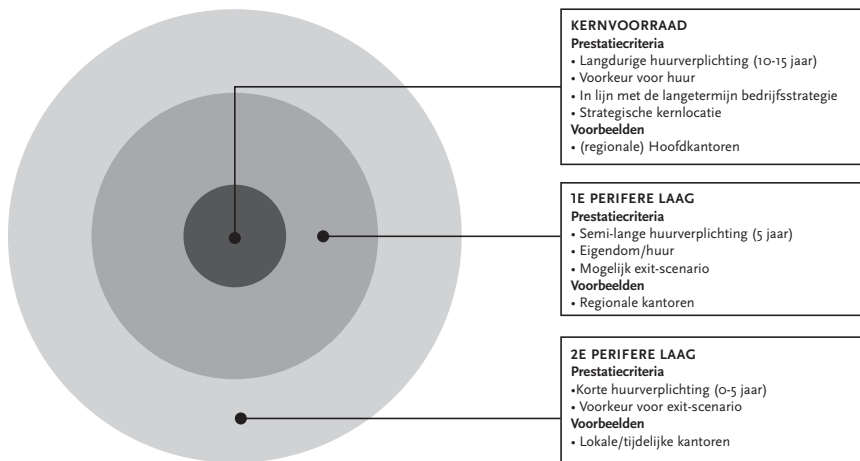 KERNVOORRAAD
Prestatiecriteria
• Langdurige huurverplichting (10-15 jaar)
• Voorkeur voor huur
• In lijn met de langetermijn bedrijfsstrategie
• Strategische kernlocatie
Voorbeelden
• (regionale) Hoofdkantoren
1E PERIFERE LAAG
Prestatiecriteria
• Semi-lange huurverplichting (5 jaar)
• Eigendom/huur
• Mogelijk exit-scenario
Voorbeelden
• Regionale kantoren
2E PERIFERE LAAG
Prestatiecriteria
•Korte huurverplichting (0-5 jaar)
• Voorkeur voor exit-scenario
Voorbeelden
• Lokale/tijdelijke kantoren